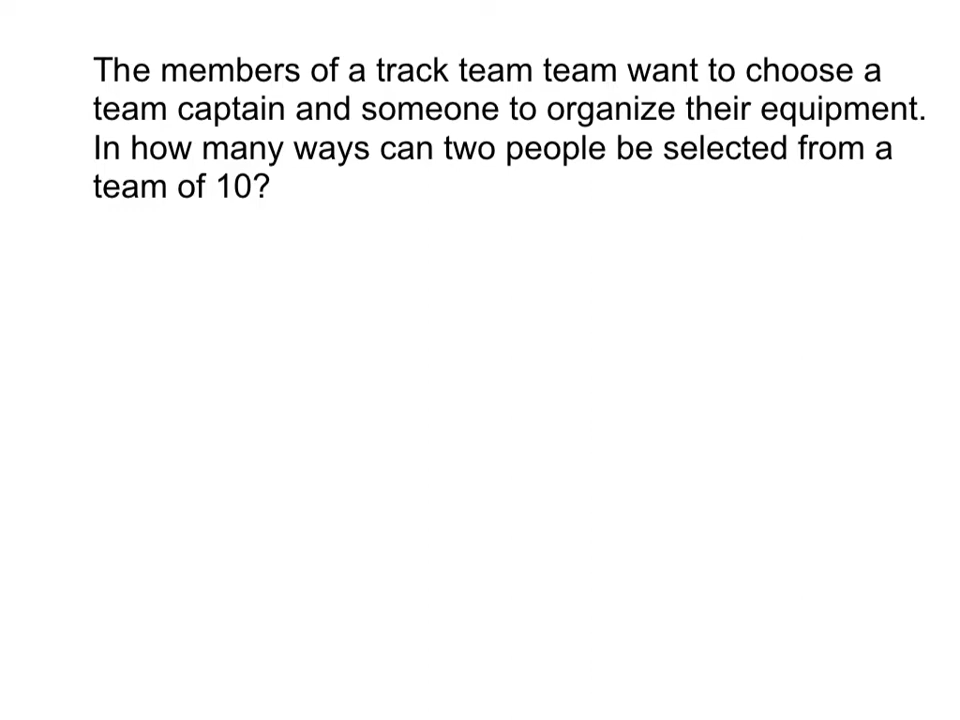 The members of a track team team want to choose a
team captain and someone to organize their equipment.
In how many ways can two people be selected from a
team of 10?